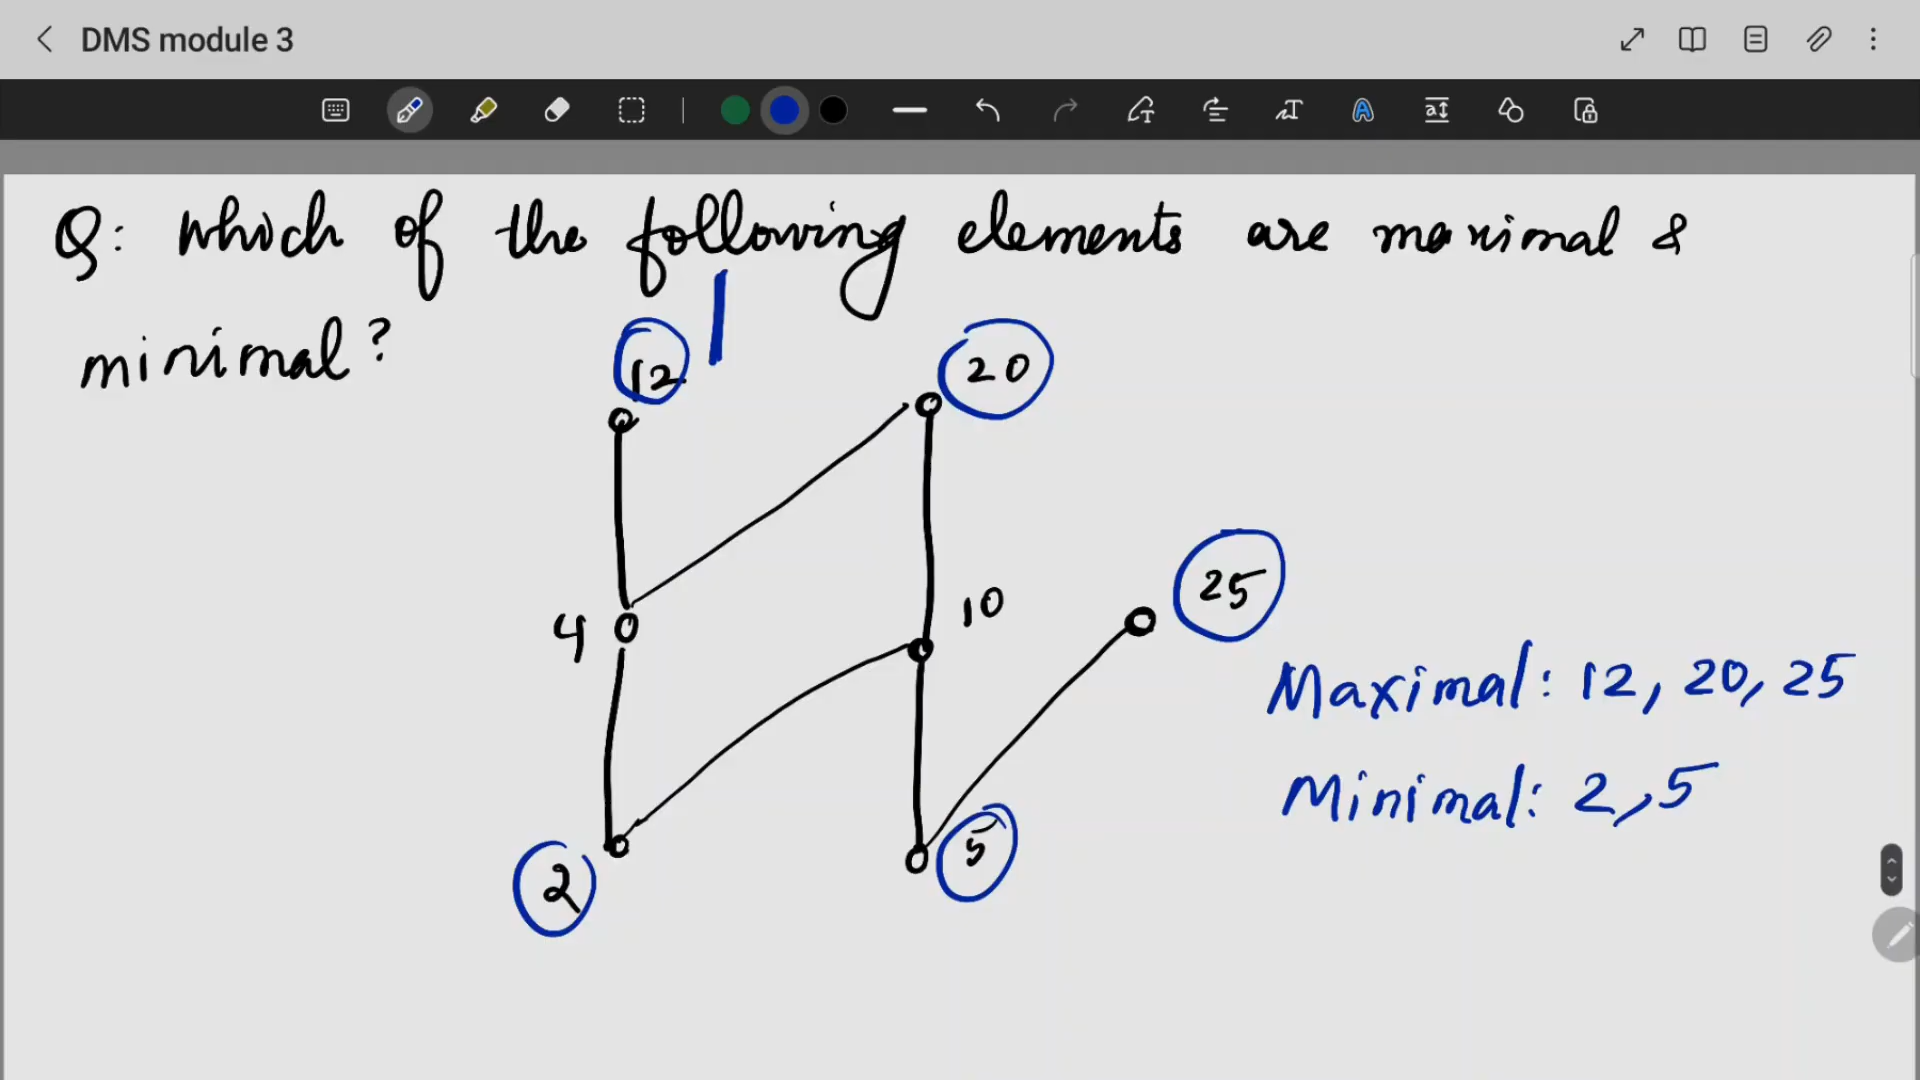 DMS module 3
Q: Which of the following elements are maximal &
minimal?
12
20
4
10
25
2
5
Maximal: 12, 20, 25
Minimal: 2, 5